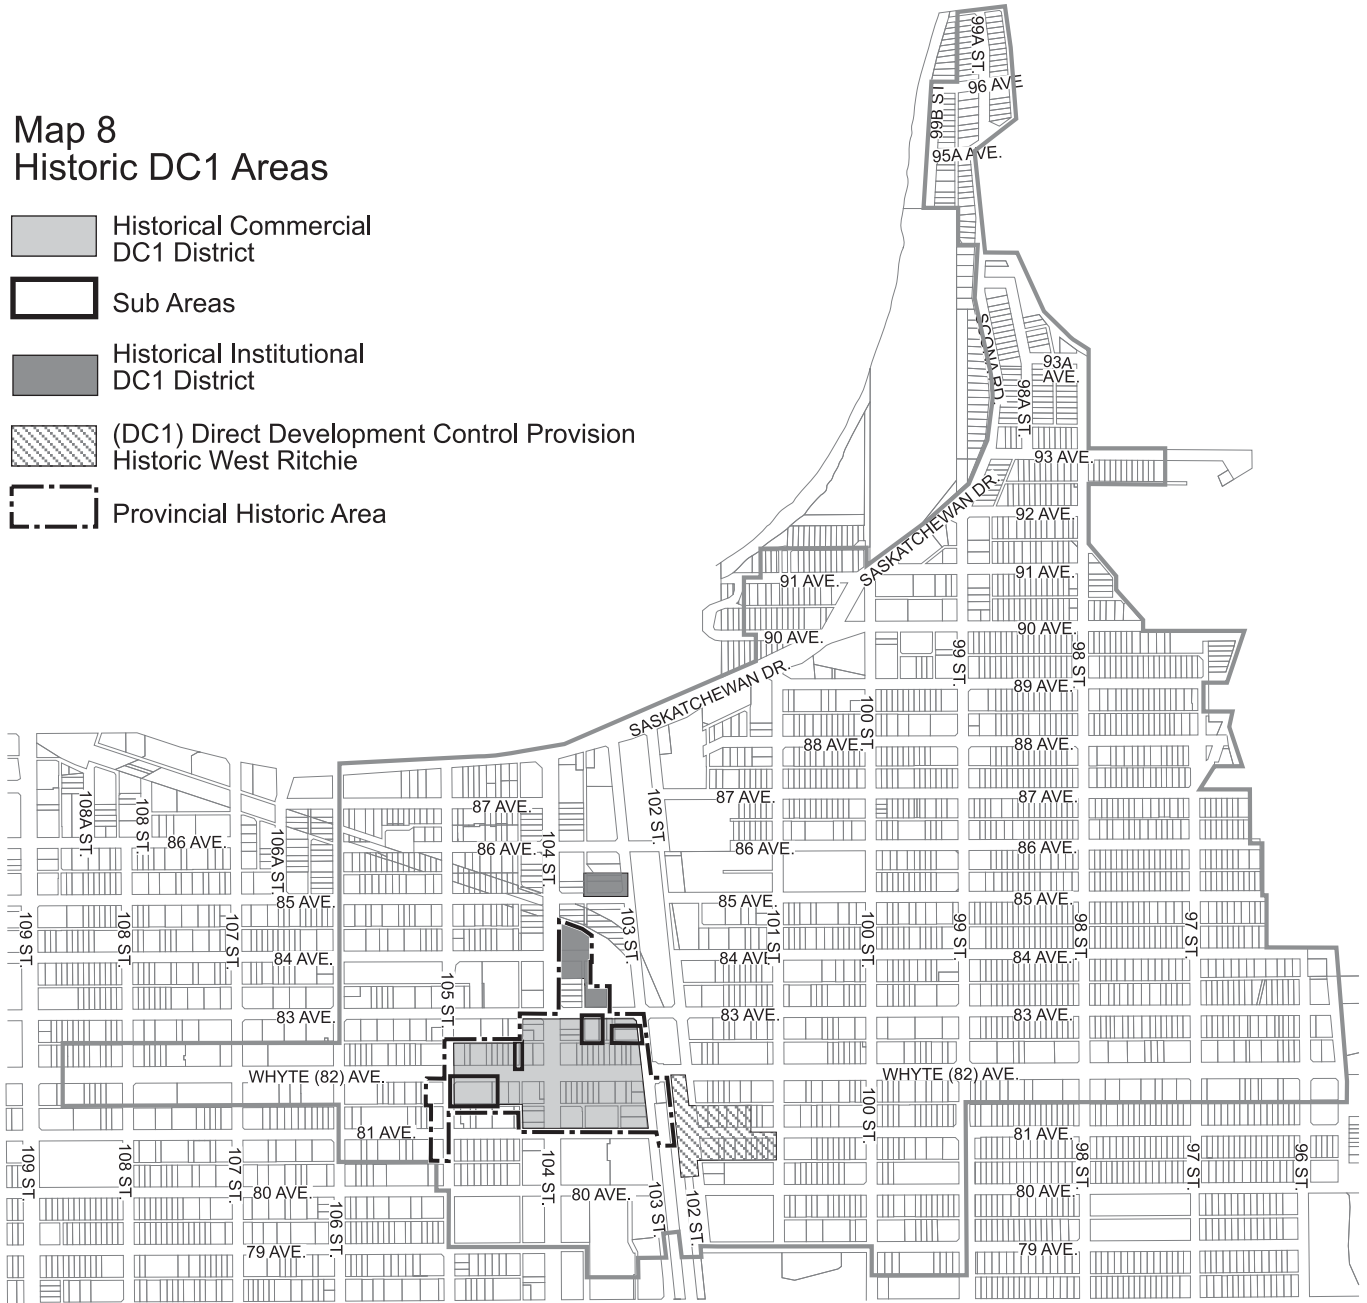 Map 8
Historic DC1 Areas
Historical Commercial
DC1 District
Sub Areas
Historical Institutional
DC1 District
(DC1) Direct Development Control Provision
Historic West Ritchie
Provincial Historic Area
99A ST.
96 AVE
99B ST
95A AVE.
SCONA RD.
93A
AVE.
98A ST.
93 AVE.
SASKATCHEWAN DR.
92 AVE.
91 AVE.
91 AVE.
90 AVE.
90 AVE.
99 ST.
98 ST.
SASKATCHEWAN DR.
89 AVE.
100 ST.
88 AVE.
88 AVE.
87 AVE.
87 AVE.
87 AVE.
102 ST.
108A ST.
108 ST.
106A ST.
104 ST.
86 AVE.
86 AVE.
86 AVE.
86 AVE.
85 AVE.
85 AVE.
85 AVE.
109 ST.
108 ST.
107 ST.
103 ST.
101 ST.
100 ST.
99 ST.
98 ST.
97 ST.
84 AVE.
84 AVE.
84 AVE.
105 ST.
83 AVE.
83 AVE.
83 AVE.
WHYTE (82) AVE.
WHYTE (82) AVE.
100 ST.
81 AVE.
81 AVE.
109 ST.
108 ST.
107 ST.
104 ST.
98 ST.
97 ST.
96 ST.
80 AVE.
80 AVE.
80 AVE.
106 ST.
103 ST.
102 ST.
79 AVE.
79 AVE.